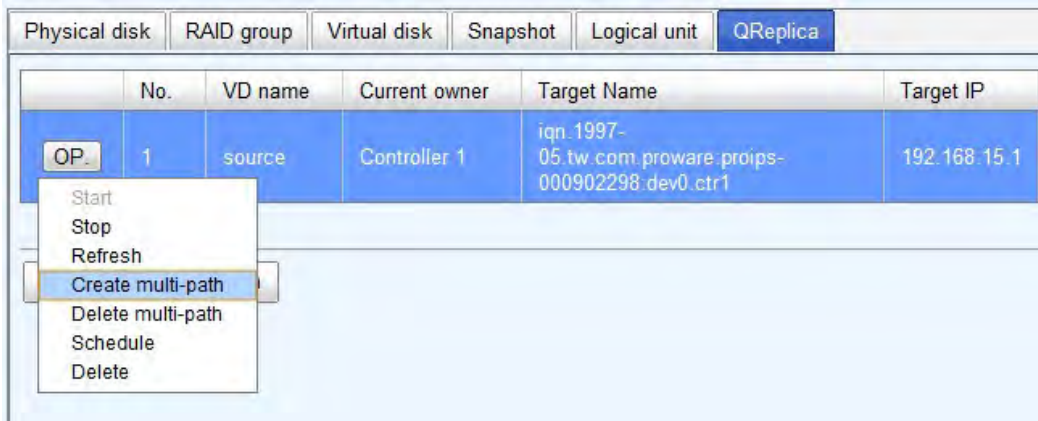 Physical disk RAID group Virtual disk Snapshot Logical unit QReplica
No. VD name Current owner Target Name Target IP
OP. 1 source Controller 1 iqn.1997-
05.tw.com.proware:proips-
000902298:dev0.ctr1 192.168.15.1
Start
Stop
Refresh
Create multi-path
Delete multi-path
Schedule
Delete